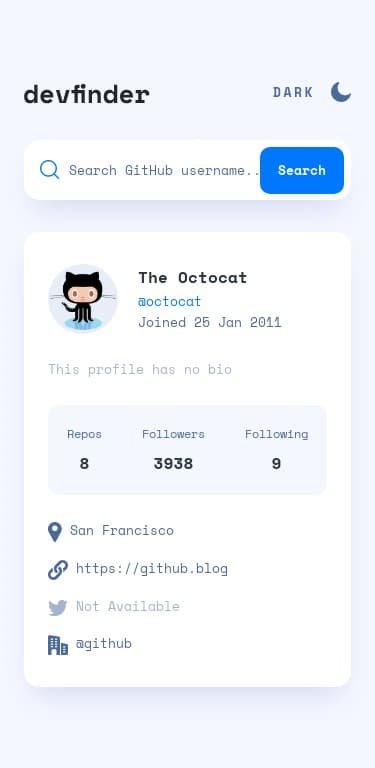 devfinder
DARK
Search GitHub username..
Search
The Octocat
@octocat
Joined 25 Jan 2011
This profile has no bio
Repos Followers Following
8 3938 9
San Francisco
https://github.blog
Not Available
@github